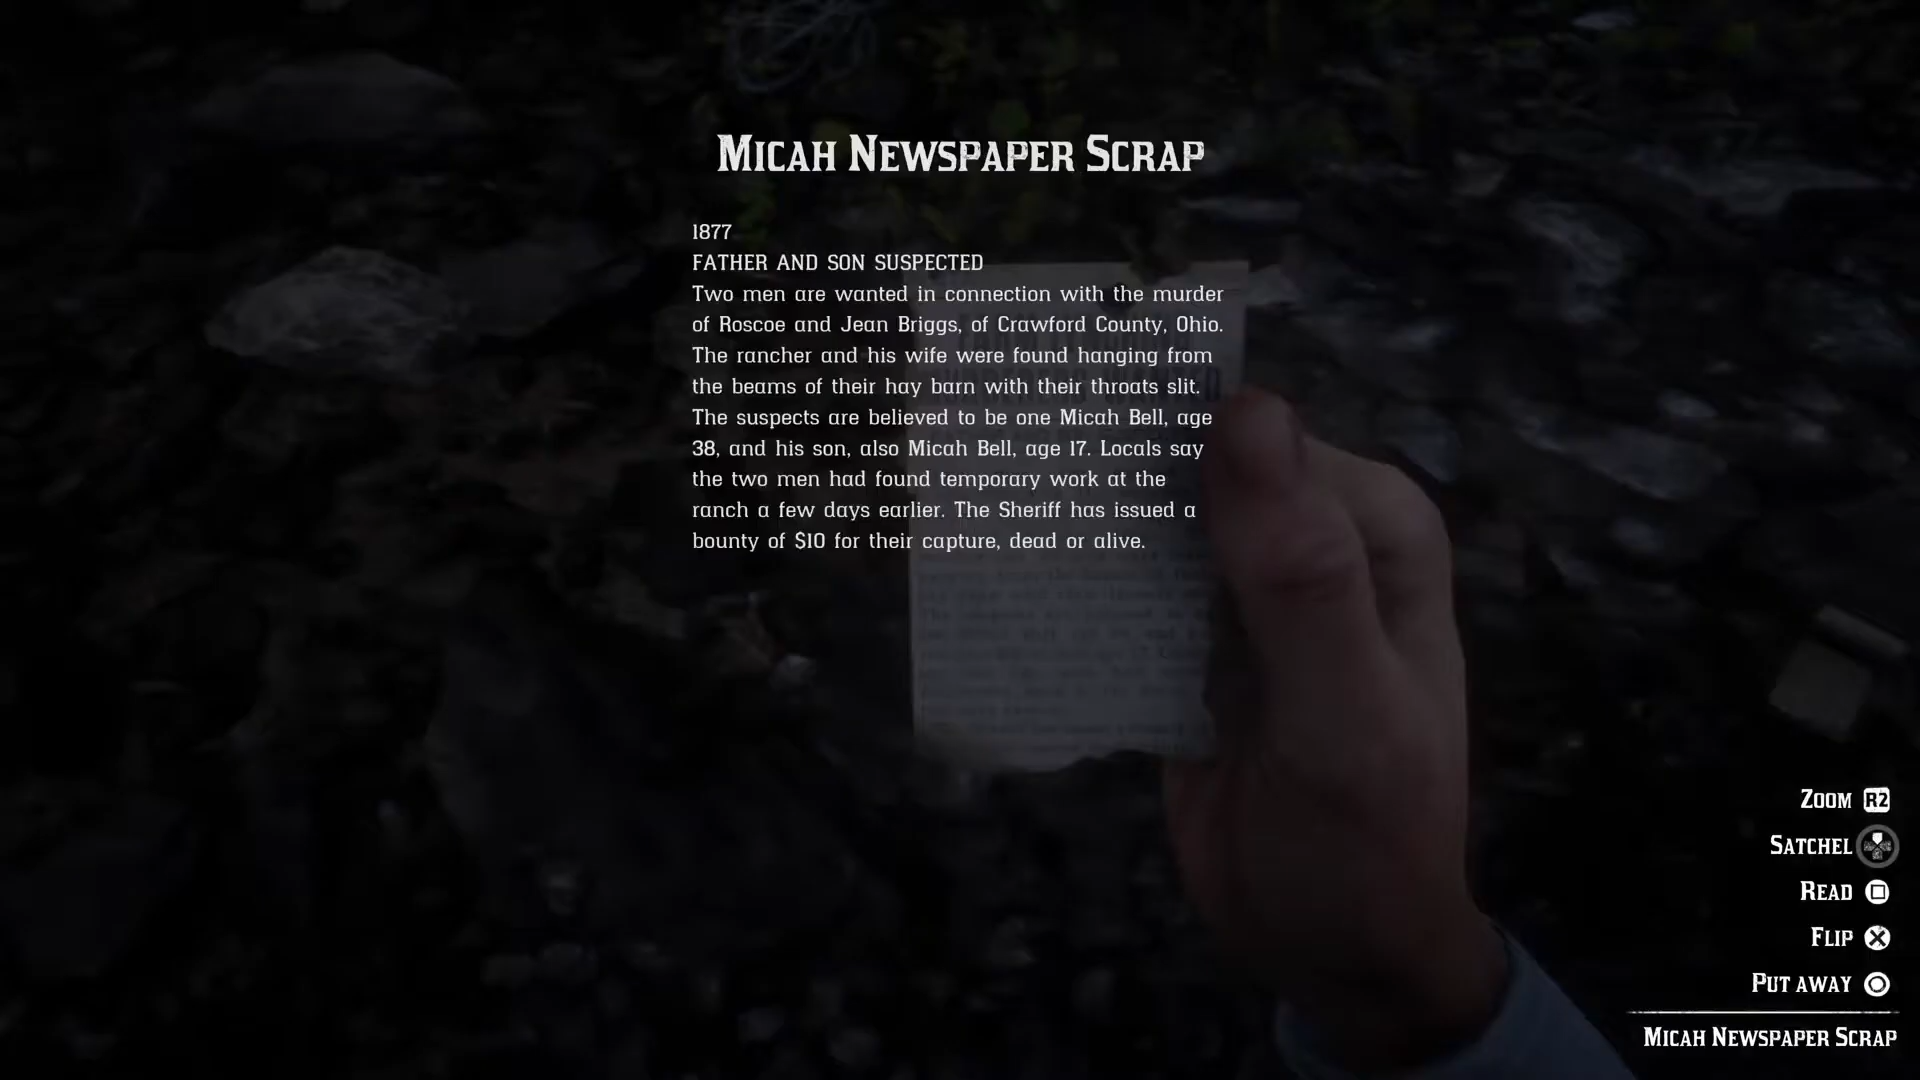 Micah Newspaper Scrap
1877
FATHER AND SON SUSPECTED
Two men are wanted in connection with the murder
of Roscoe and Jean Briggs, of Crawford County, Ohio.
The rancher and his wife were found hanging from
the beams of their hay barn with their throats slit.
The suspects are believed to be one Micah Bell, age
38, and his son, also Micah Bell, age 17. Locals say
the two men had found temporary work at the
ranch a few days earlier. The Sheriff has issued a
bounty of $10 for their capture, dead or alive.
Zoom R2
Satchel
Read
Flip
Put away
Micah Newspaper Scrap